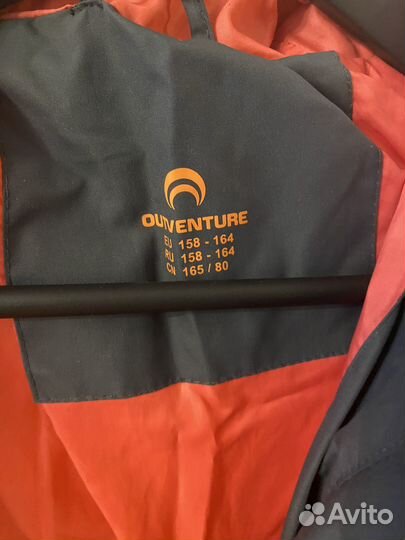 OUTVENTURE
EU 158 - 164
RU 158 - 164
CN 165 / 80
Avito